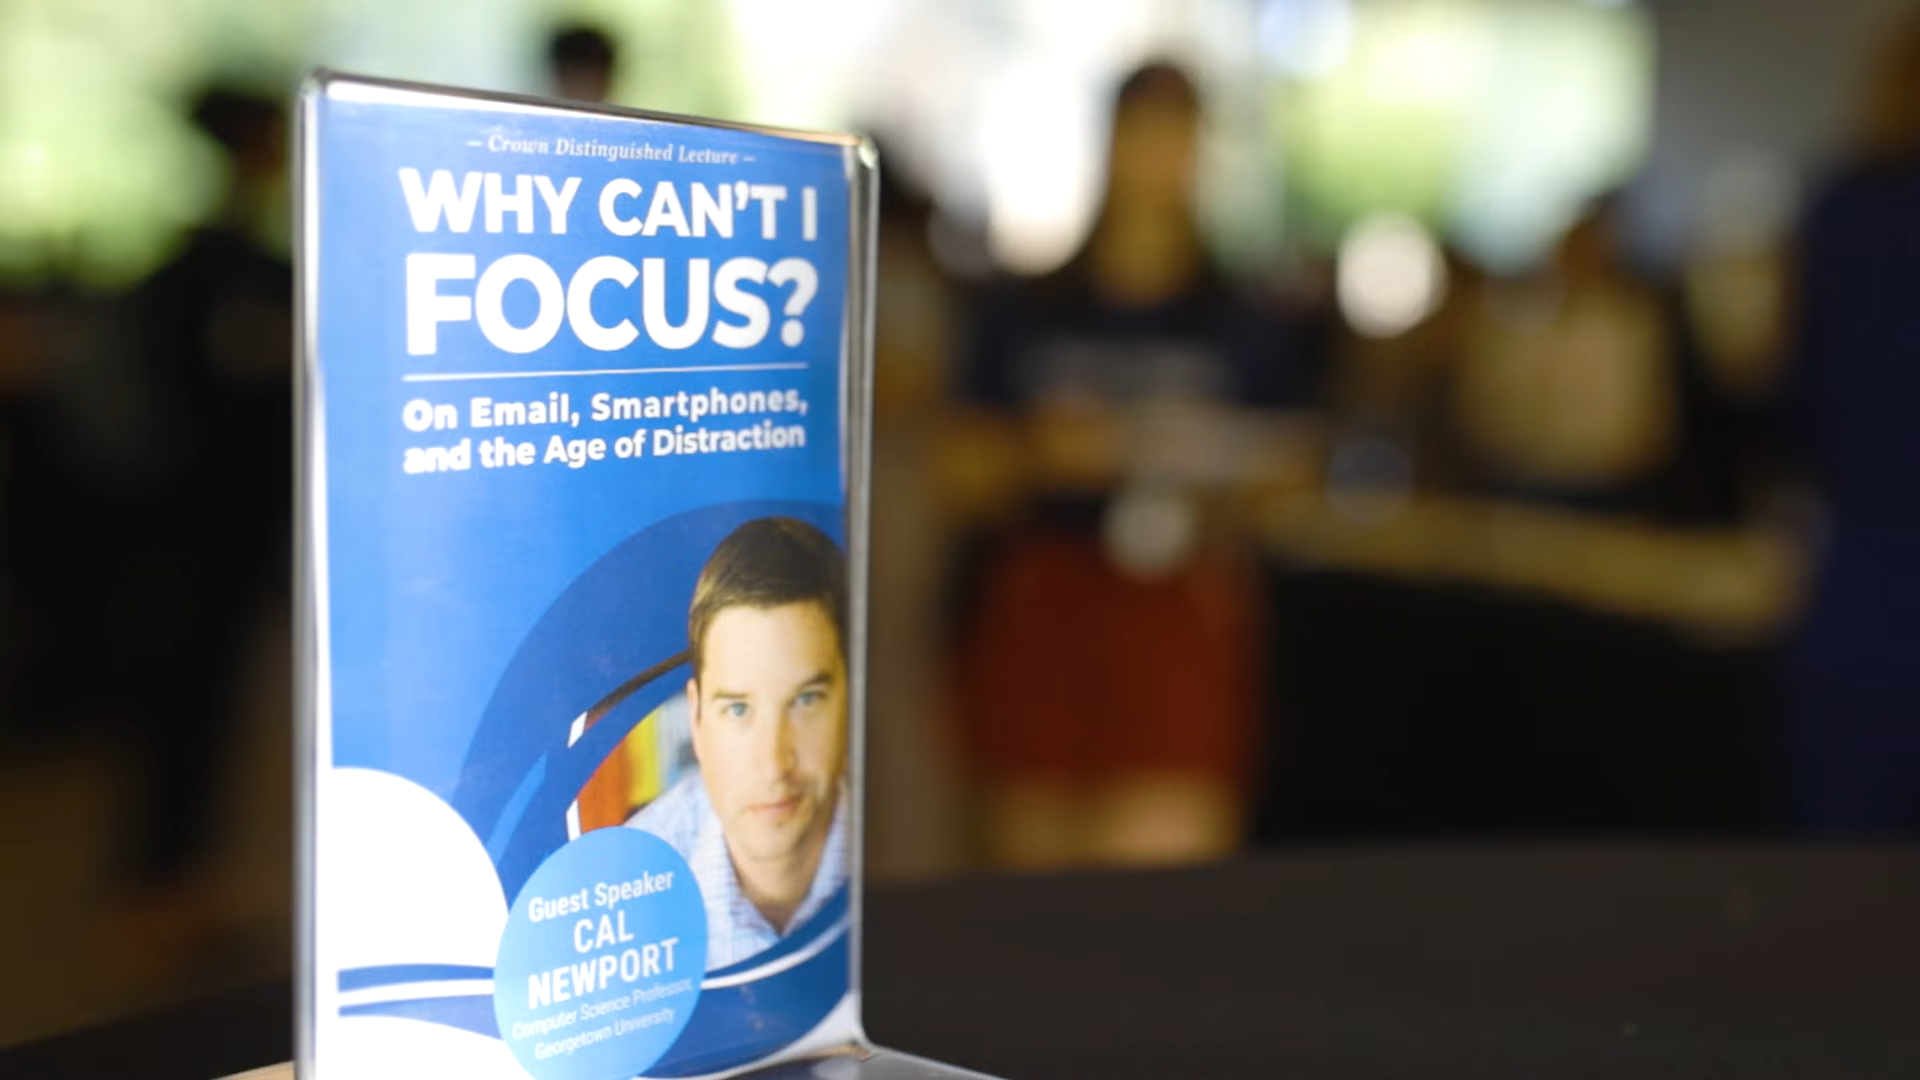 – Crown Distinguished Lecture –
WHY CAN'T I
FOCUS?
On Email, Smartphones,
and the Age of Distraction
Guest Speaker
CAL
NEWPORT
Computer Science Professor,
Georgetown University